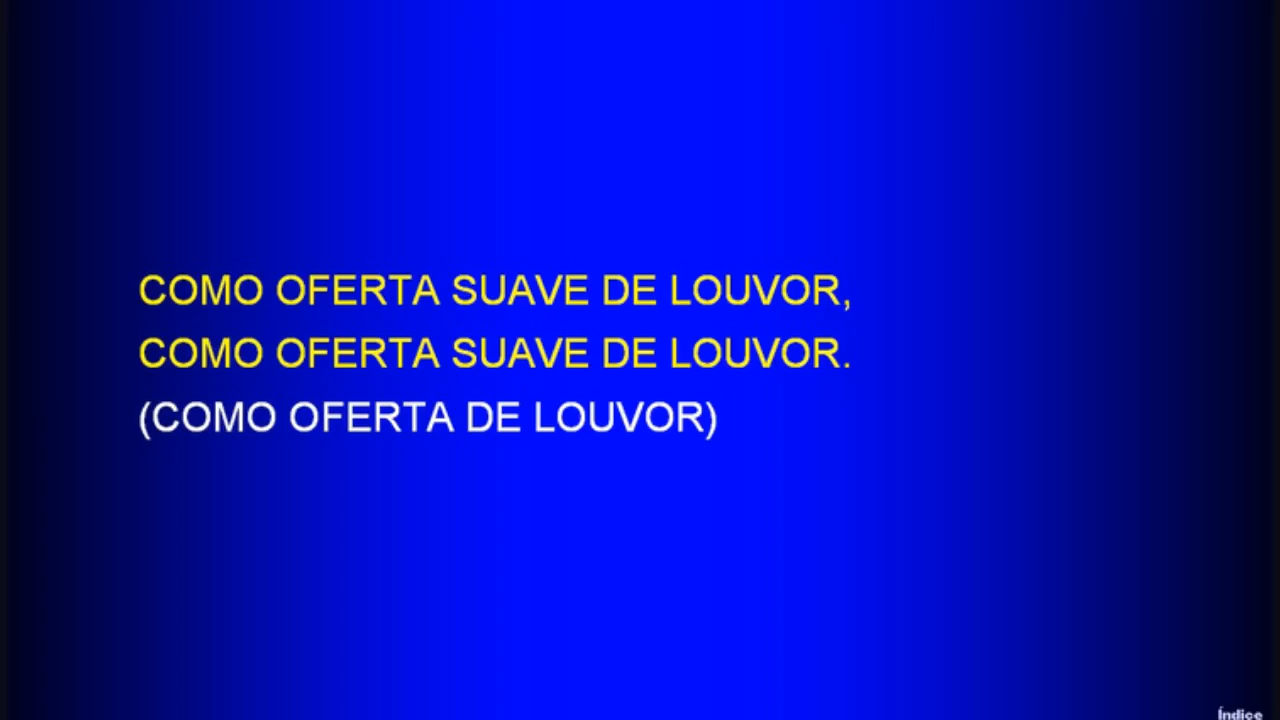 COMO OFERTA SUAVE DE LOUVOR,
COMO OFERTA SUAVE DE LOUVOR.
(COMO OFERTA DE LOUVOR)
Índice